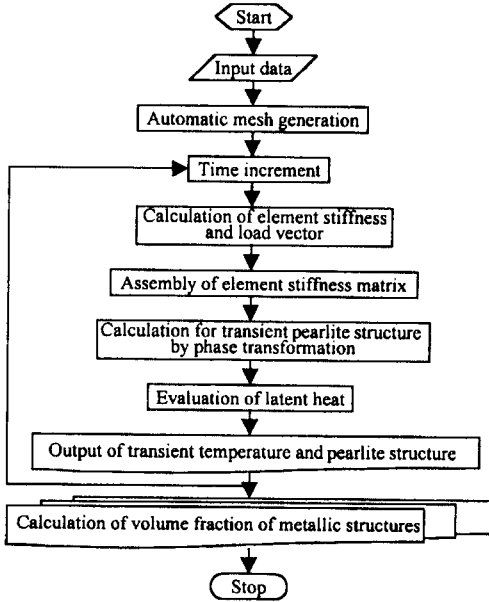 Start
Input data
Automatic mesh generation
Time increment
Calculation of element stiffness
and load vector
Assembly of element stiffness matrix
Calculation for transient pearlite structure
by phase transformation
Evaluation of latent heat
Output of transient temperature and pearlite structure
Calculation of volume fraction of metallic structures
Stop